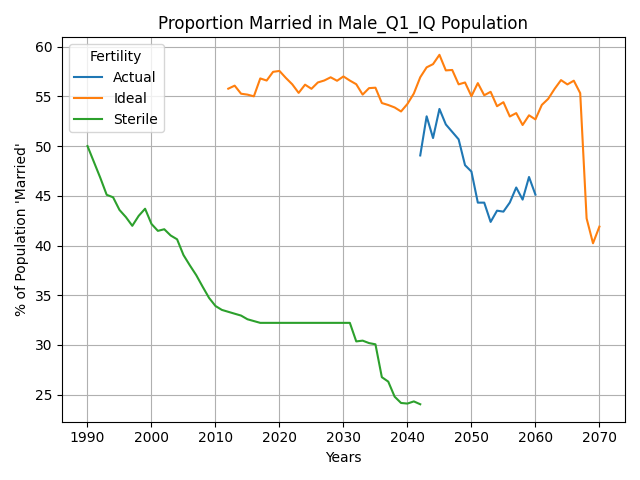 Proportion Married in Male_Q1_IQ Population
Fertility
Actual
Ideal
Sterile
% of Population 'Married'
60
55
50
45
40
35
30
25
1990 2000 2010 2020 2030 2040 2050 2060 2070
Years